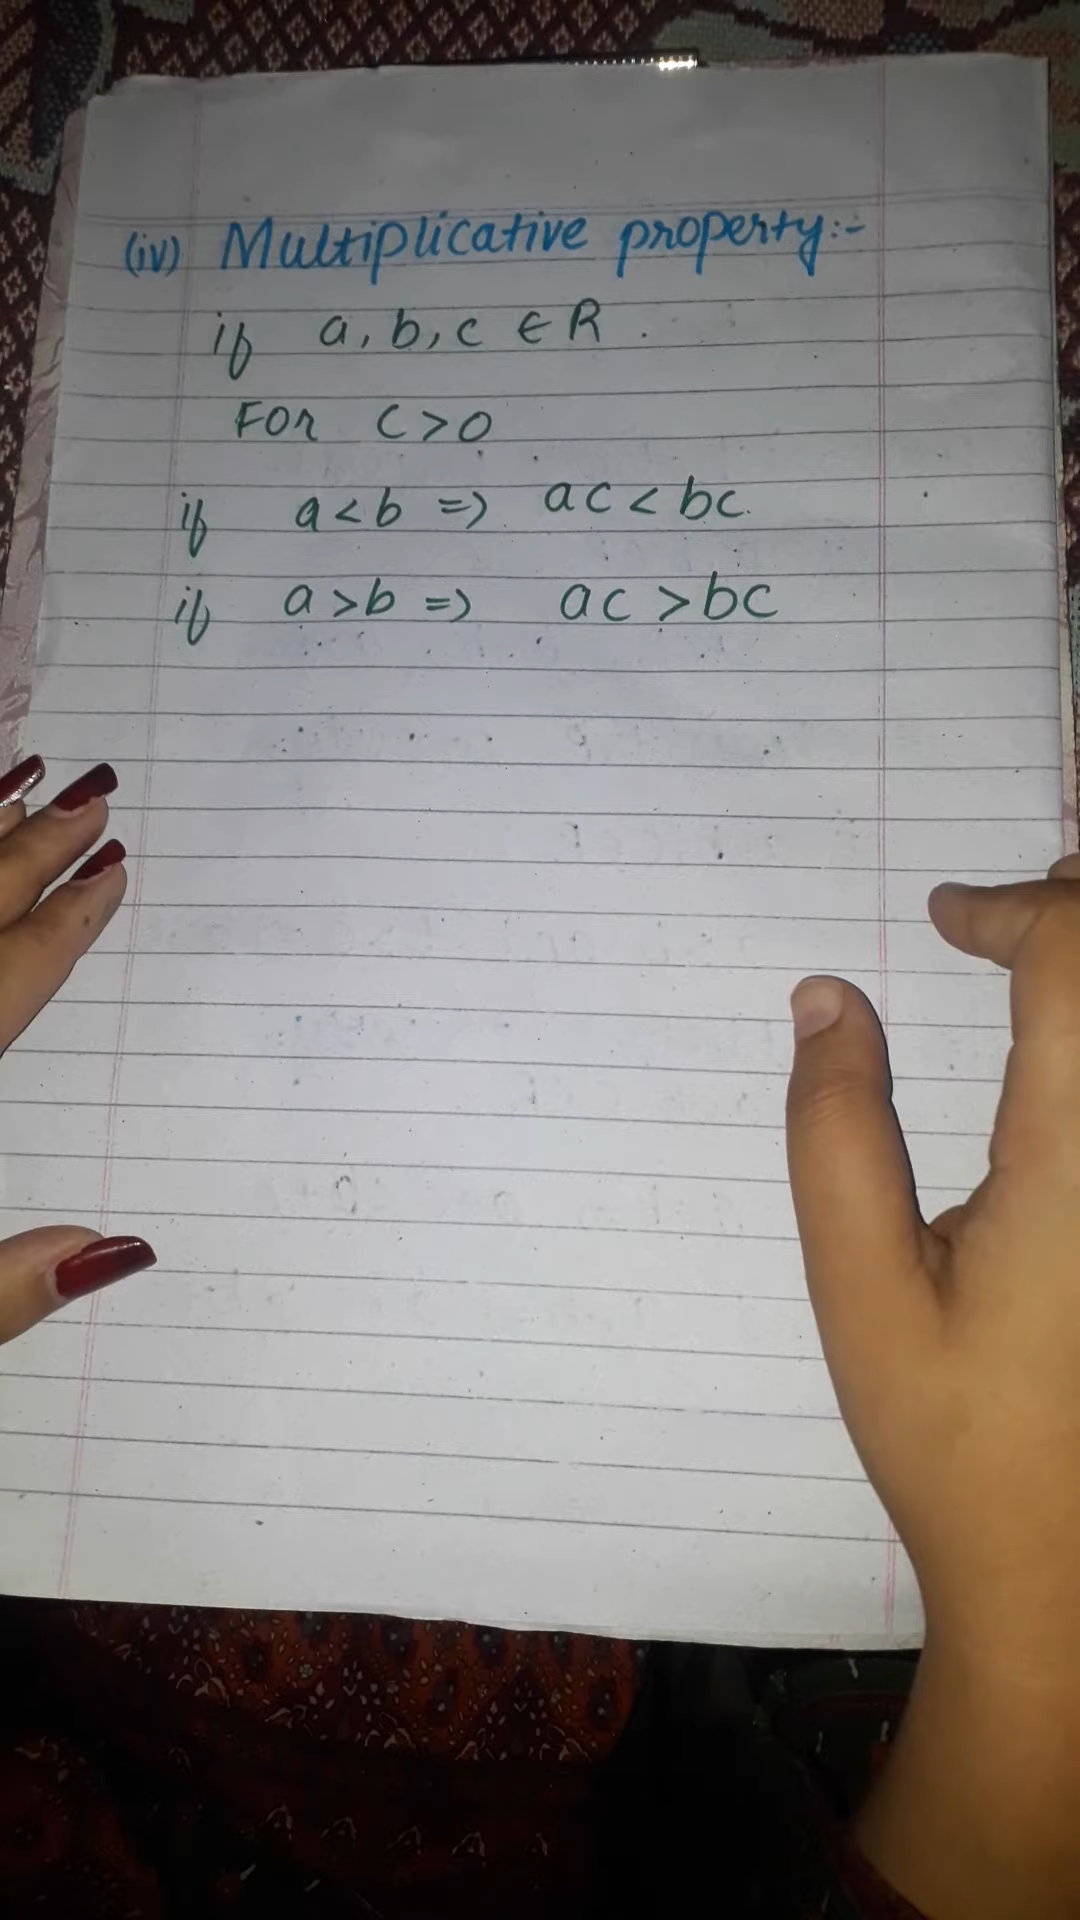 (iv) Multiplicative property:-
if a, b, c ∈ R .
For c>0
if a<b => ac < bc.
if a>b => ac >bc